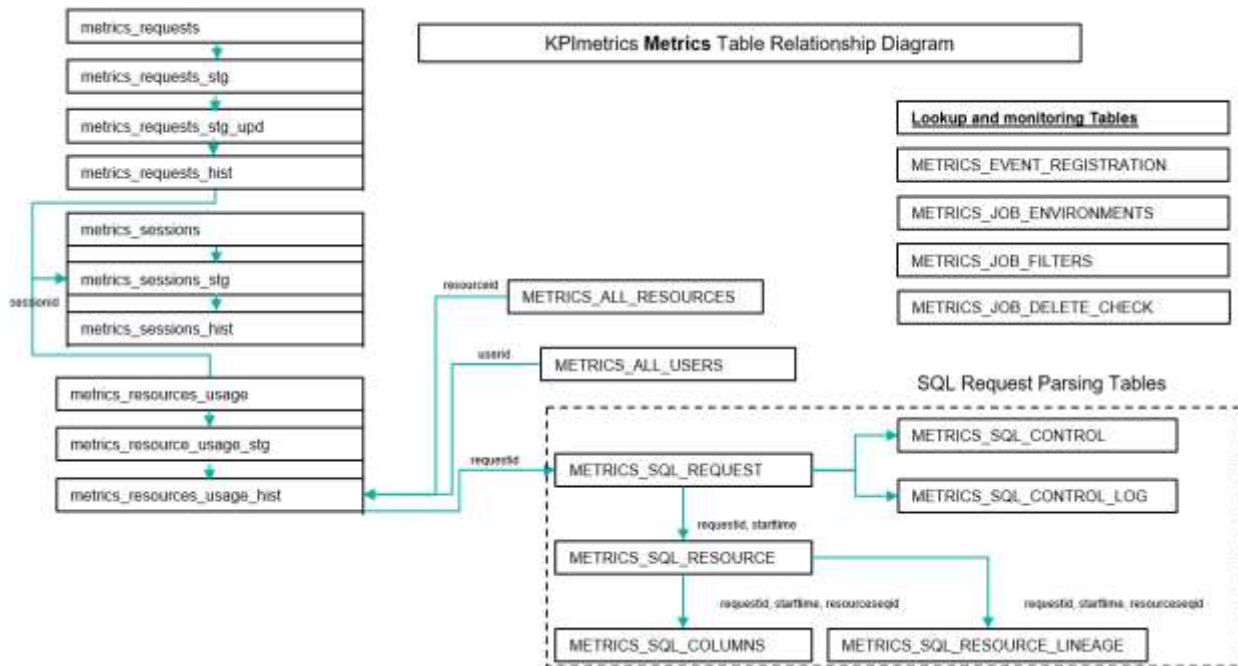 metrics_requests
metrics_requests_stg
metrics_requests_stg_upd
metrics_requests_hist
metrics_sessions
metrics_sessions_stg
sessionid
metrics_sessions_hist
metrics_resources_usage
metrics_resource_usage_stg
metrics_resources_usage_hist
KPImetrics Metrics Table Relationship Diagram
Lookup and monitoring Tables
METRICS_EVENT_REGISTRATION
METRICS_JOB_ENVIRONMENTS
METRICS_JOB_FILTERS
METRICS_JOB_DELETE_CHECK
resourceid
METRICS_ALL_RESOURCES
userid
METRICS_ALL_USERS
SQL Request Parsing Tables
requestid
METRICS_SQL_REQUEST
METRICS_SQL_CONTROL
METRICS_SQL_CONTROL_LOG
requestid, starttime
METRICS_SQL_RESOURCE
requestid, starttime, resourceseqid
requestid, starttime, resourceseqid
METRICS_SQL_COLUMNS
METRICS_SQL_RESOURCE_LINEAGE